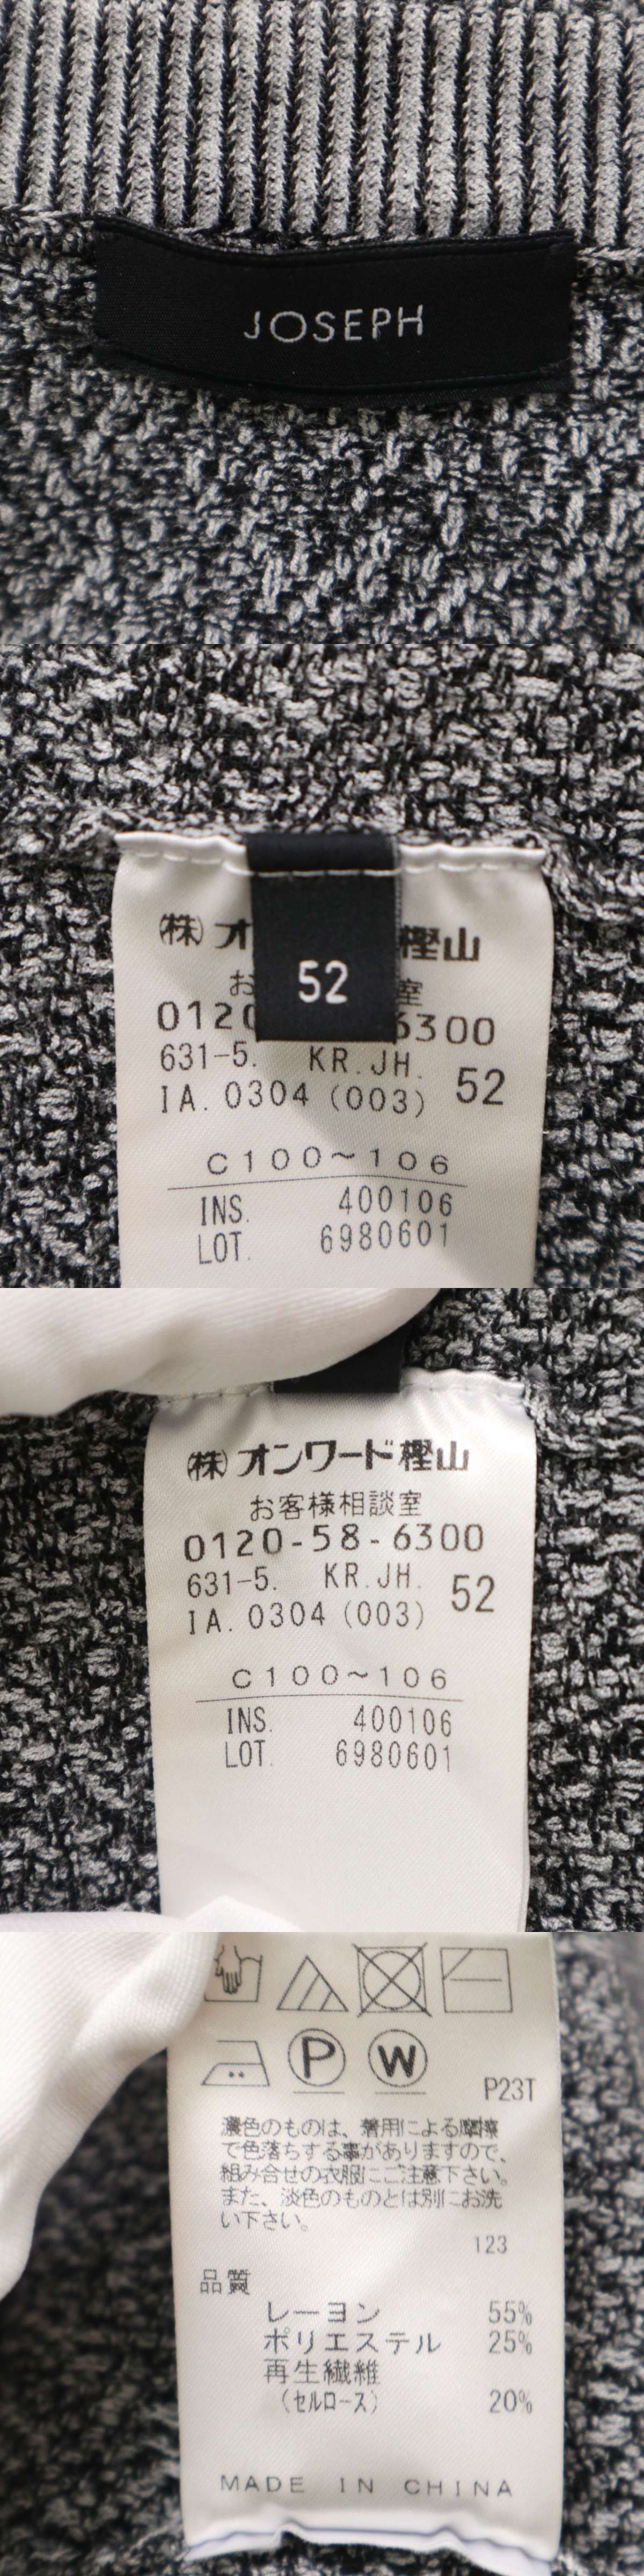 JOSEPH
㈱ オ 樫山
52
お 室
0120 6300
631-5. KR.JH. 52
IA.0304 (003)
C100~106
INS. 400106
LOT. 6980601
㈱ オンワード樫山
お客様相談室
0120-58-6300
631-5. KR.JH. 52
IA.0304 (003)
C100~106
INS. 400106
LOT. 6980601
P W
P23T
濃色のものは、着用による摩擦
で色落ちする事がありますので、
組み合せの衣服にご注意下さい。
また、淡色のものとは別にお洗
い下さい。
123
品質
レーヨン 55%
ポリエステル 25%
再生繊維
(セルロース) 20%
MADE IN CHINA